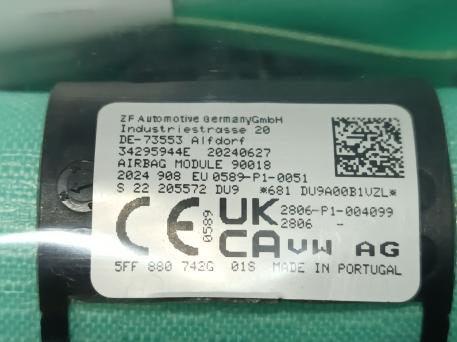 ZF Automotive GermanyGmbH
Industriestrasse 20
DE-73553 Alfdorf
34295944E 20240627
AIRBAG MODULE 90018
2024 908 EU 0589-P1-0051
S 22 205572 DU9 *681 DU9A00B1VZL*
CE 0589 UK CA 2806-P1-004099
2806 -
VW AG
5FF 880 742G 01S MADE IN PORTUGAL